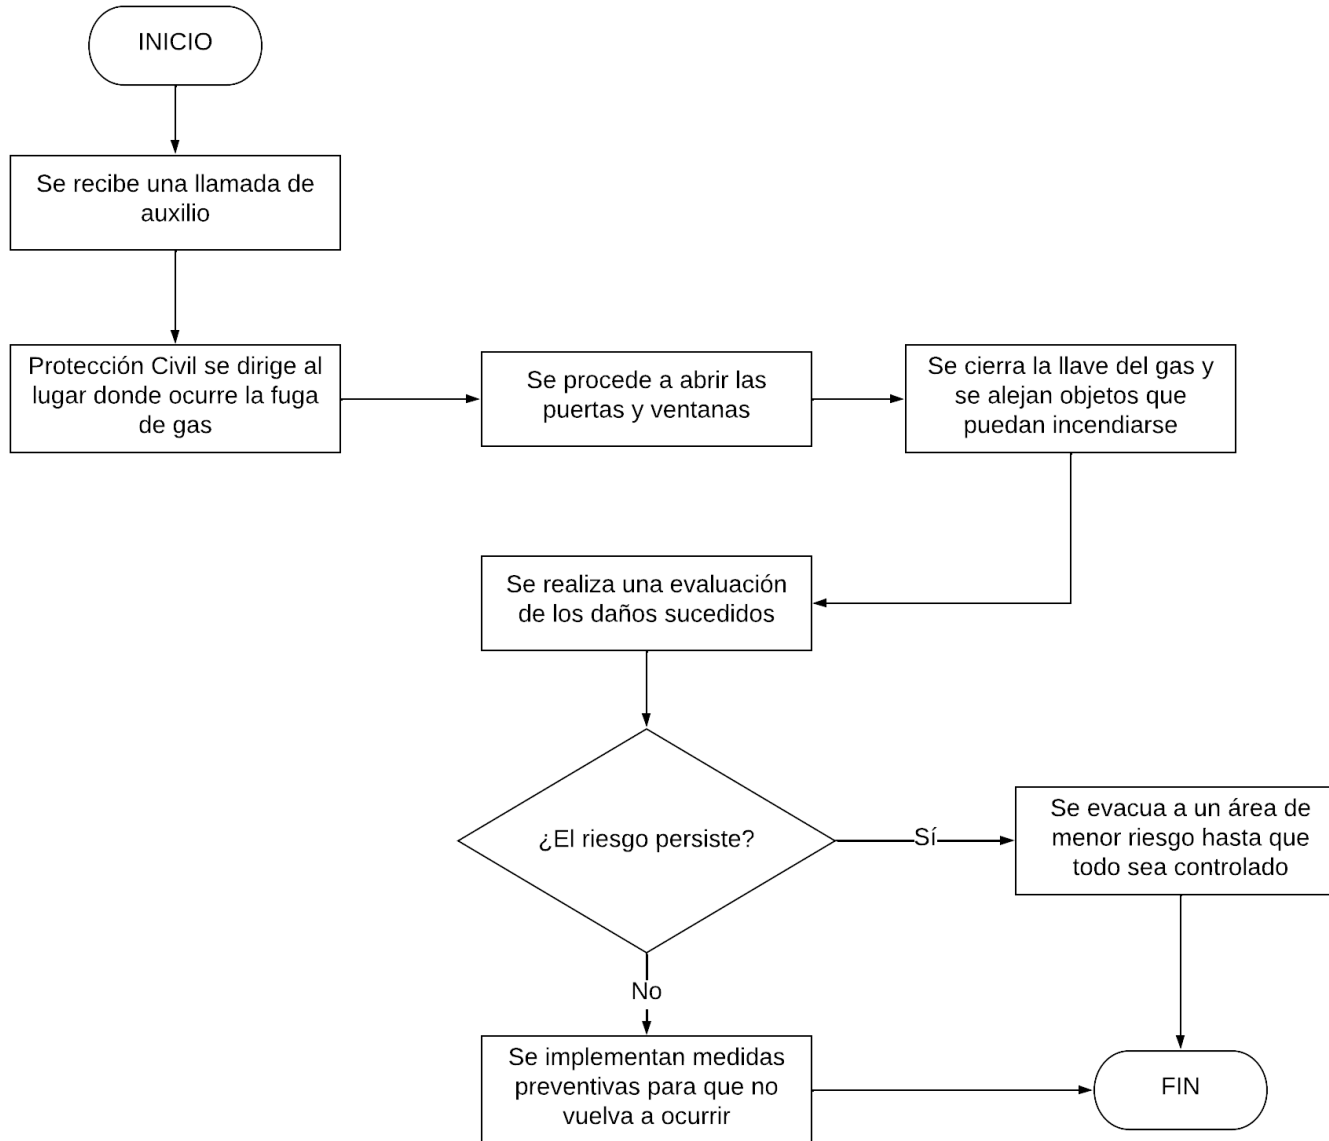 INICIO
Se recibe una llamada de
auxilio
Protección Civil se dirige al
lugar donde ocurre la fuga
de gas
Se procede a abrir las
puertas y ventanas
Se cierra la llave del gas y
se alejan objetos que
puedan incendiarse
Se realiza una evaluación
de los daños sucedidos
¿El riesgo persiste?
Sí
Se evacua a un área de
menor riesgo hasta que
todo sea controlado
No
Se implementan medidas
preventivas para que no
vuelva a ocurrir
FIN